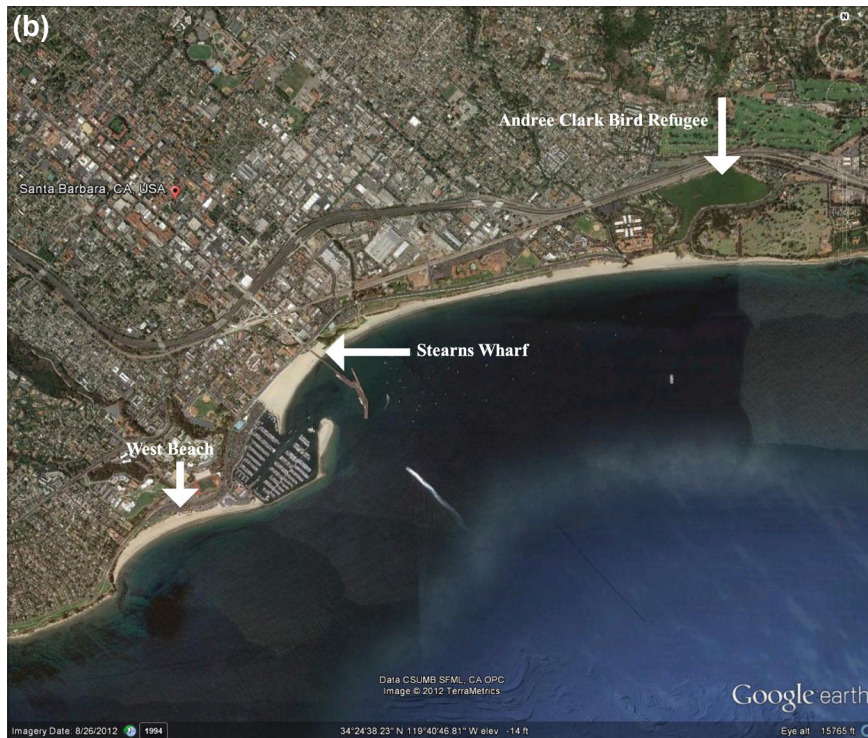 (b)
N
Andree Clark Bird Refugee
Santa Barbara, CA, USA
Stearns Wharf
West Beach
Data CSUMB SFML, CA OPC
Image © 2012 TerraMetrics
Google earth
Imagery Date: 8/26/2012 1994 34°24'38.23" N 119°40'46.81" W elev -14 ft Eye alt 15765 ft